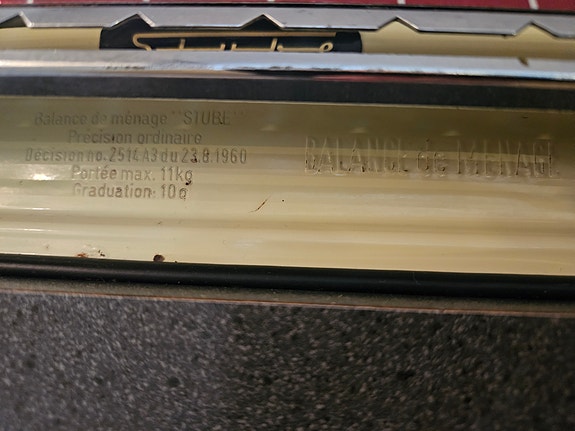 Balance de ménage "STUBE"
Précision ordinaire
Décision no. 2514 A3 du 23.8.1960
Portée max. 11kg
Graduation: 10g
BALANCE de MENAGE